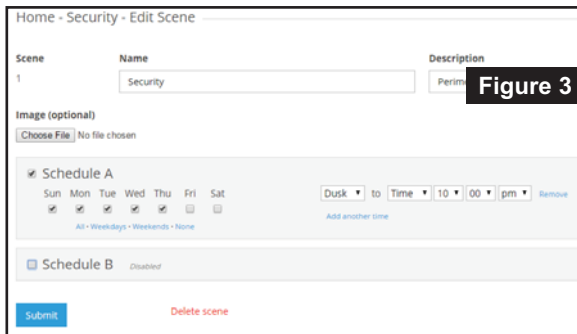 Home - Security - Edit Scene
Scene Name Description
1 Security
Figure 3
Image (optional)
Choose File No file chosen
Schedule A
Sun Mon Tue Wed Thu Fri Sat
Dusk to Time 10 00 pm Remove
All • Weekdays • Weekends • None
Add another time
Schedule B Disabled
Submit Delete scene